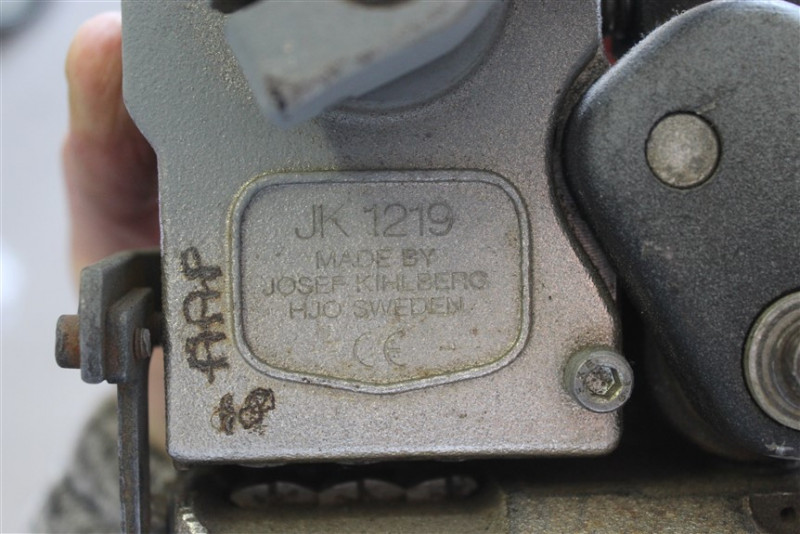 JK 1219
MADE BY
JOSEF KIHLBERG
HJO SWEDEN
CE
AAP